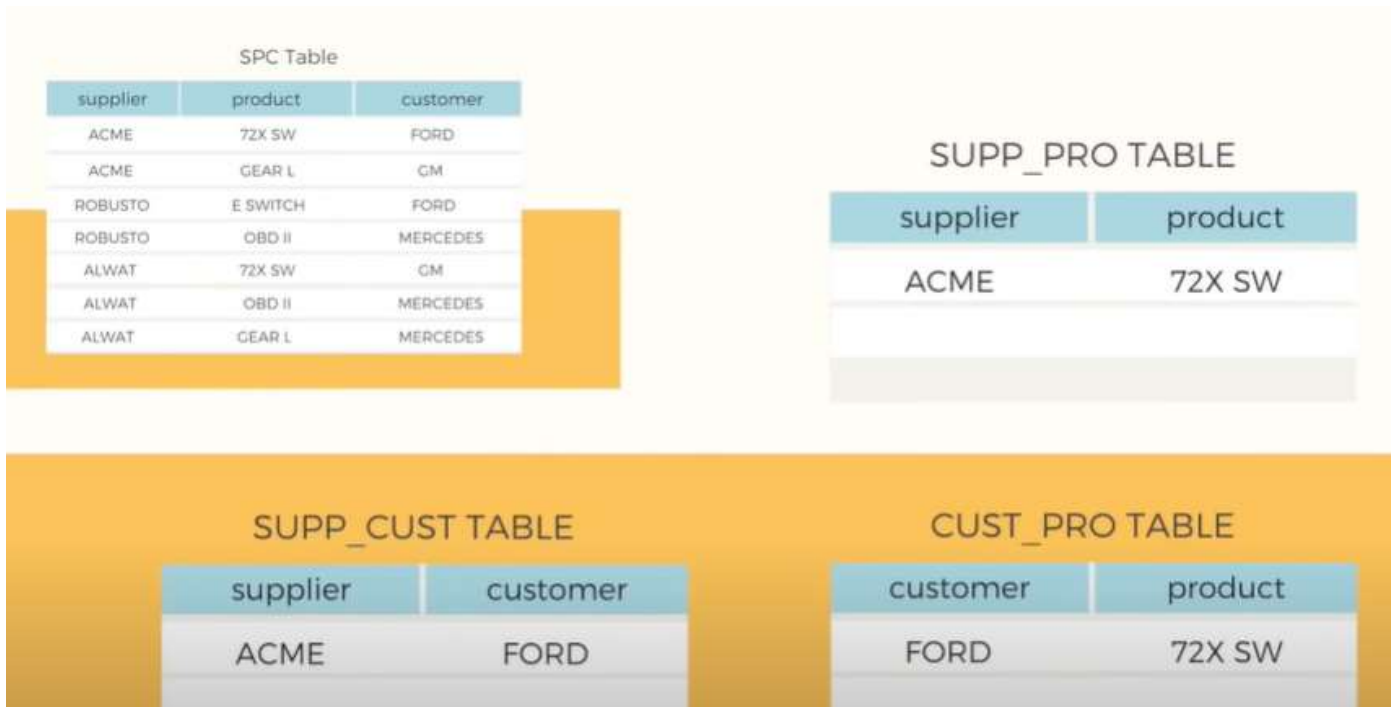 SPC Table
supplier product customer
ACME 72X SW FORD
ACME GEAR L GM
ROBUSTO E SWITCH FORD
ROBUSTO OBD II MERCEDES
ALWAT 72X SW GM
ALWAT OBD II MERCEDES
ALWAT GEAR L MERCEDES
SUPP_PRO TABLE
supplier product
ACME 72X SW
SUPP_CUST TABLE
supplier customer
ACME FORD
CUST_PRO TABLE
customer product
FORD 72X SW